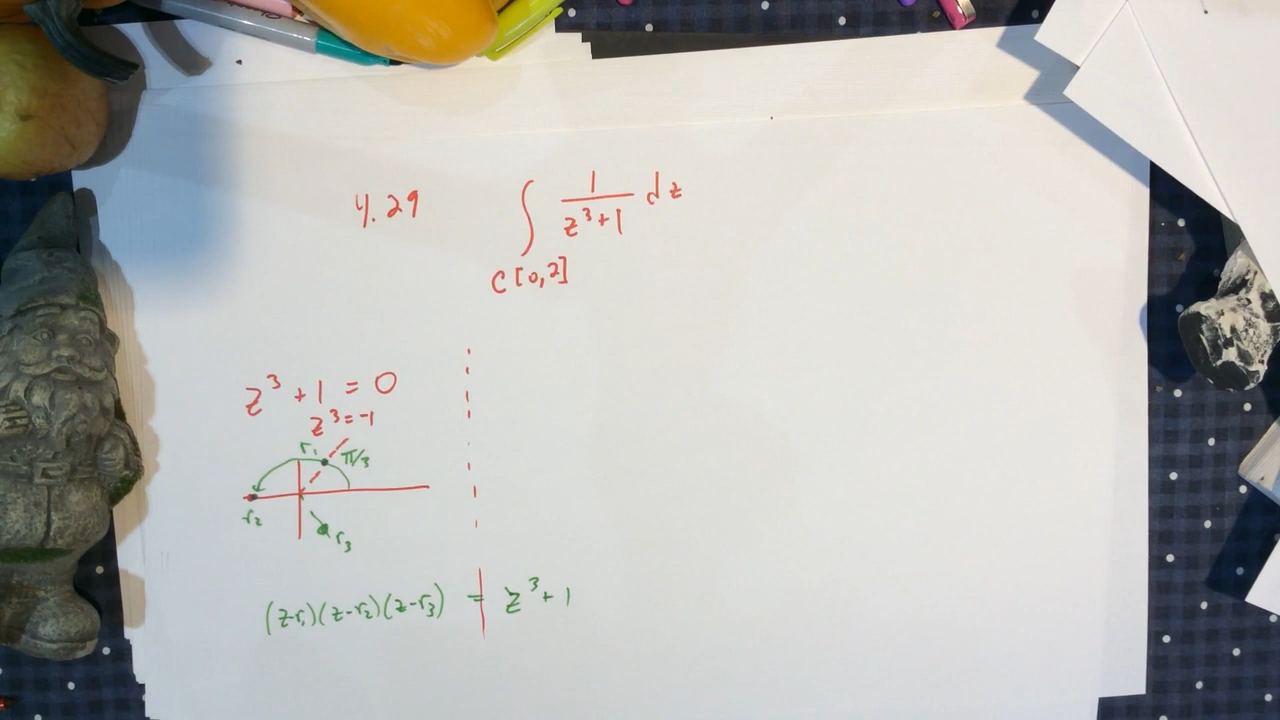 4.29 ∫ 1/(z³+1) dz
C[0,2]
z³ + 1 = 0
z³ = -1
r₁ π/3
r₂
r₃
(z-r₁)(z-r₂)(z-r₃) = z³ + 1